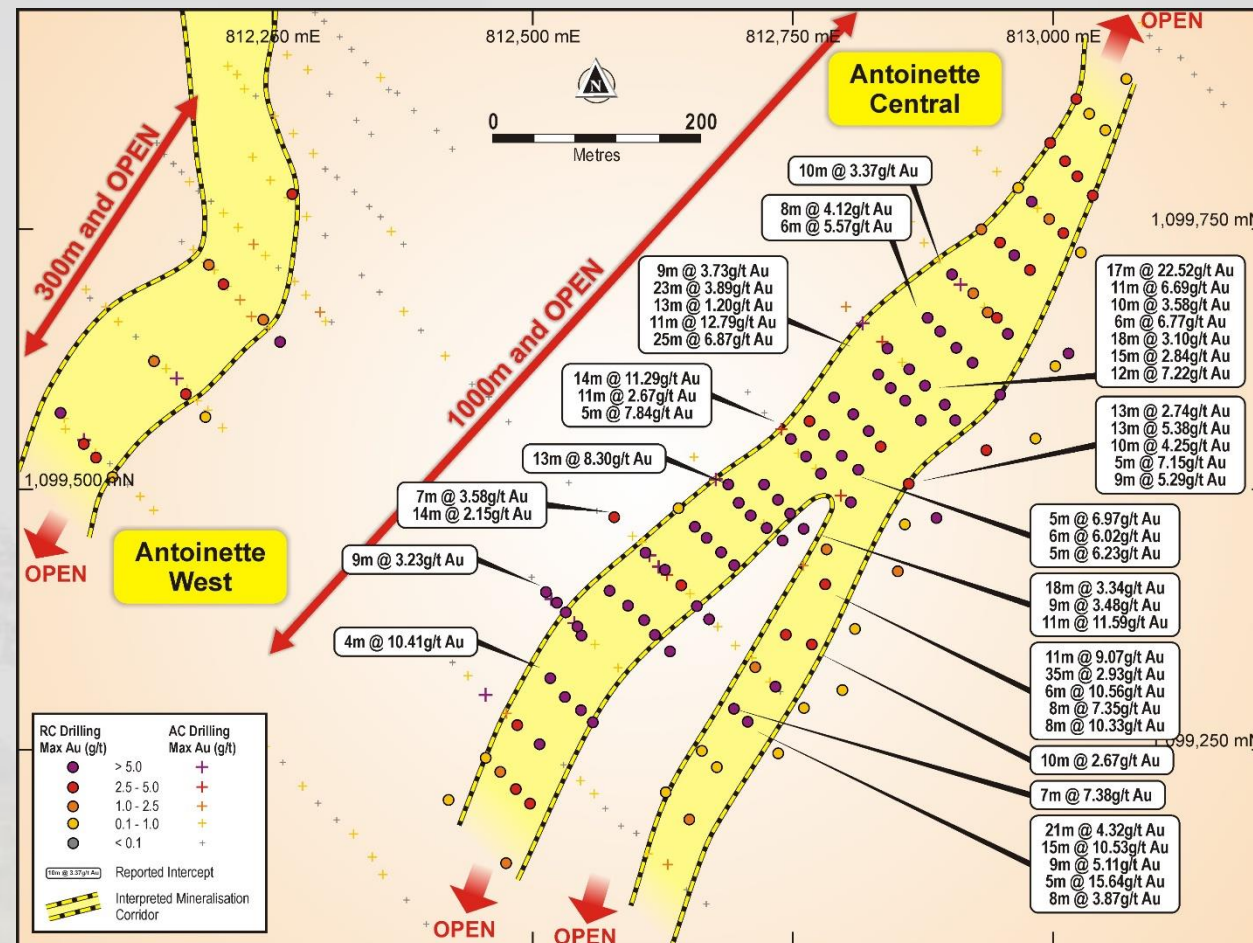 812,250 mE
812,500 mE
812,750 mE
813,000 mE
OPEN
Antoinette
Central
N
0
200
Metres
300m and OPEN
1000m and OPEN
10m @ 3.37g/t Au
8m @ 4.12g/t Au
6m @ 5.57g/t Au
1,099,750 mN
9m @ 3.73g/t Au
23m @ 3.89g/t Au
13m @ 1.20g/t Au
11m @ 12.79g/t Au
25m @ 6.87g/t Au
17m @ 22.52g/t Au
11m @ 6.69g/t Au
10m @ 3.58g/t Au
6m @ 6.77g/t Au
18m @ 3.10g/t Au
15m @ 2.84g/t Au
12m @ 7.22g/t Au
14m @ 11.29g/t Au
11m @ 2.67g/t Au
5m @ 7.84g/t Au
13m @ 2.74g/t Au
13m @ 5.38g/t Au
10m @ 4.25g/t Au
5m @ 7.15g/t Au
9m @ 5.29g/t Au
13m @ 8.30g/t Au
1,099,500 mN
7m @ 3.58g/t Au
14m @ 2.15g/t Au
5m @ 6.97g/t Au
6m @ 6.02g/t Au
5m @ 6.23g/t Au
OPEN
Antoinette
West
9m @ 3.23g/t Au
18m @ 3.34g/t Au
9m @ 3.48g/t Au
11m @ 11.59g/t Au
4m @ 10.41g/t Au
11m @ 9.07g/t Au
35m @ 2.93g/t Au
6m @ 10.56g/t Au
8m @ 7.35g/t Au
8m @ 10.33g/t Au
1,099,250 mN
10m @ 2.67g/t Au
7m @ 7.38g/t Au
21m @ 4.32g/t Au
15m @ 10.53g/t Au
9m @ 5.11g/t Au
5m @ 15.64g/t Au
8m @ 3.87g/t Au
RC Drilling AC Drilling
Max Au (g/t) Max Au (g/t)
> 5.0
2.5 - 5.0
1.0 - 2.5
0.1 - 1.0
< 0.1
10m @ 3.37g/t Au Reported Intercept
Interpreted Mineralisation
Corridor
OPEN
OPEN